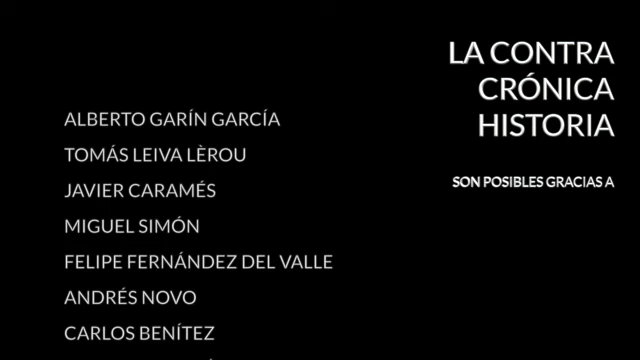 LA CONTRA
CRÓNICA
HISTORIA
SON POSIBLES GRACIAS A
ALBERTO GARÍN GARCÍA
TOMÁS LEIVA LÈROU
JAVIER CARAMÉS
MIGUEL SIMÓN
FELIPE FERNÁNDEZ DEL VALLE
ANDRÉS NOVO
CARLOS BENÍTEZ